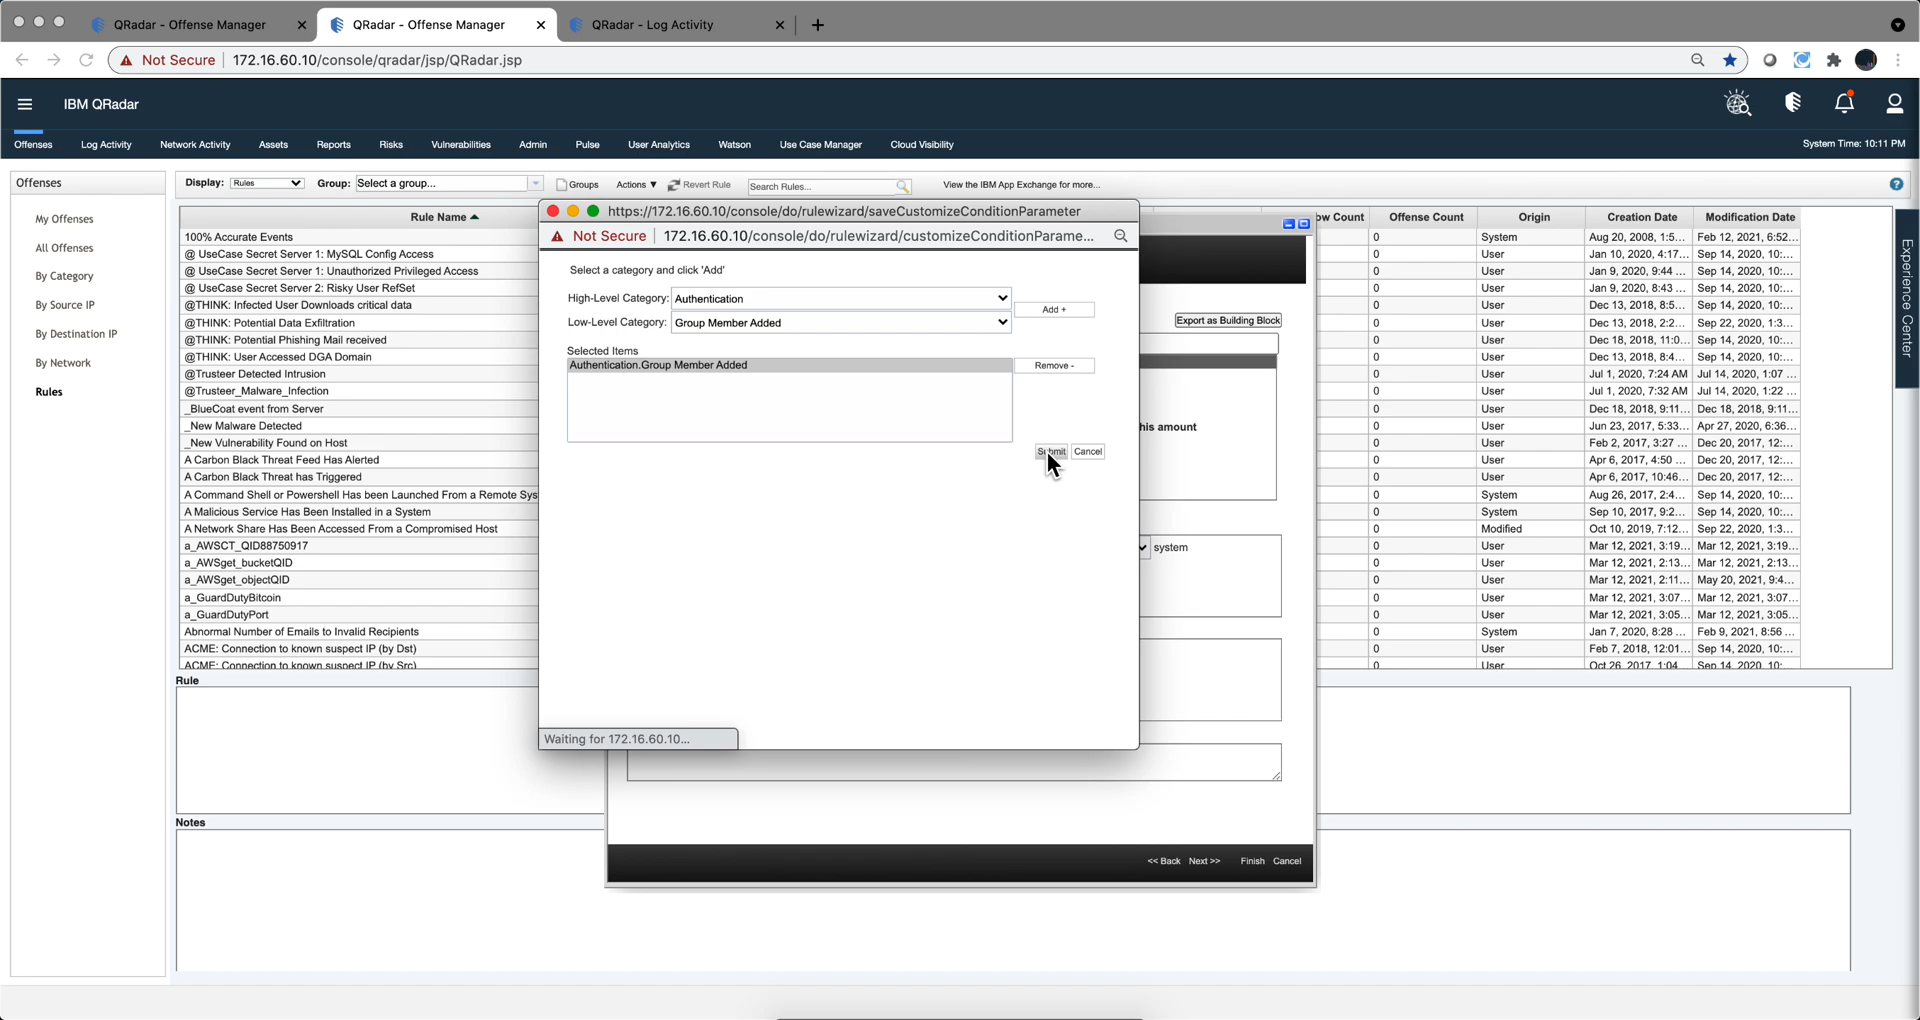 QRadar - Offense Manager
QRadar - Offense Manager
QRadar - Log Activity
Not Secure
172.16.60.10/console/qradar/jsp/QRadar.jsp
IBM QRadar
Offenses
Log Activity
Network Activity
Assets
Reports
Risks
Vulnerabilities
Admin
Pulse
User Analytics
Watson
Use Case Manager
Cloud Visibility
System Time: 10:11 PM
Offenses
My Offenses
All Offenses
By Category
By Source IP
By Destination IP
By Network
Rules
Display: Rules
Group: Select a group...
Groups
Actions ▼
Revert Rule
Search Rules...
View the IBM App Exchange for more...
Experience Center
Rule Name
100% Accurate Events
@ UseCase Secret Server 1: MySQL Config Access
@ UseCase Secret Server 1: Unauthorized Privileged Access
@ UseCase Secret Server 2: Risky User RefSet
@THINK: Infected User Downloads critical data
@THINK: Potential Data Exfiltration
@THINK: Potential Phishing Mail received
@THINK: User Accessed DGA Domain
@Trusteer Detected Intrusion
@Trusteer_Malware_Infection
_BlueCoat event from Server
_New Malware Detected
_New Vulnerability Found on Host
A Carbon Black Threat Feed Has Alerted
A Carbon Black Threat has Triggered
A Command Shell or Powershell Has been Launched From a Remote Sys
A Malicious Service Has Been Installed in a System
A Network Share Has Been Accessed From a Compromised Host
a_AWSCT_QID88750917
a_AWSget_bucketQID
a_AWSget_objectQID
a_GuardDutyBitcoin
a_GuardDutyPort
Abnormal Number of Emails to Invalid Recipients
ACME: Connection to known suspect IP (by Dst)
ACME: Connection to known suspect IP (by Src)
https://172.16.60.10/console/do/rulewizard/saveCustomizeConditionParameter
Not Secure
172.16.60.10/console/do/rulewizard/customizeConditionParame...
Select a category and click 'Add'
High-Level Category: Authentication
Low-Level Category: Group Member Added
Add +
Selected Items
Authentication.Group Member Added
Remove -
Submit
Cancel
Waiting for 172.16.60.10...
Export as Building Block
his amount
system
<< Back Next >> Finish Cancel
ow Count Offense Count Origin Creation Date Modification Date
0 System Aug 20, 2008, 1:5... Feb 12, 2021, 6:52...
0 User Jan 10, 2020, 4:17... Sep 14, 2020, 10:...
0 User Jan 9, 2020, 9:44 ... Sep 14, 2020, 10:...
0 User Jan 9, 2020, 8:43 ... Sep 14, 2020, 10:...
0 User Dec 13, 2018, 8:5... Sep 14, 2020, 10:...
0 User Dec 13, 2018, 2:2... Sep 22, 2020, 1:3...
0 User Dec 18, 2018, 11:0... Sep 14, 2020, 10:...
0 User Dec 13, 2018, 8:4... Sep 14, 2020, 10:...
0 User Jul 1, 2020, 7:24 AM Jul 14, 2020, 1:07 ...
0 User Jul 1, 2020, 7:32 AM Jul 14, 2020, 1:22 ...
0 User Dec 18, 2018, 9:11... Dec 18, 2018, 9:11...
0 User Jun 23, 2017, 5:33... Apr 27, 2020, 6:36...
0 User Feb 2, 2017, 3:27 ... Dec 20, 2017, 12:...
0 User Apr 6, 2017, 4:50 ... Dec 20, 2017, 12:...
0 User Apr 6, 2017, 10:46... Dec 20, 2017, 12:...
0 System Aug 26, 2017, 2:4... Sep 14, 2020, 10:...
0 System Sep 10, 2017, 9:2... Sep 14, 2020, 10:...
0 Modified Oct 10, 2019, 7:12... Sep 22, 2020, 1:3...
0 User Mar 12, 2021, 3:19... Mar 12, 2021, 3:19...
0 User Mar 12, 2021, 2:13... Mar 12, 2021, 2:13...
0 User Mar 12, 2021, 2:11... May 20, 2021, 9:4...
0 User Mar 12, 2021, 3:07... Mar 12, 2021, 3:07...
0 User Mar 12, 2021, 3:05... Mar 12, 2021, 3:05...
0 System Jan 7, 2020, 8:28 ... Feb 9, 2021, 8:56 ...
0 User Feb 7, 2018, 12:01... Sep 14, 2020, 10:...
0 User Oct 26, 2017, 1:04 Sep 14, 2020, 10:
Rule
Notes